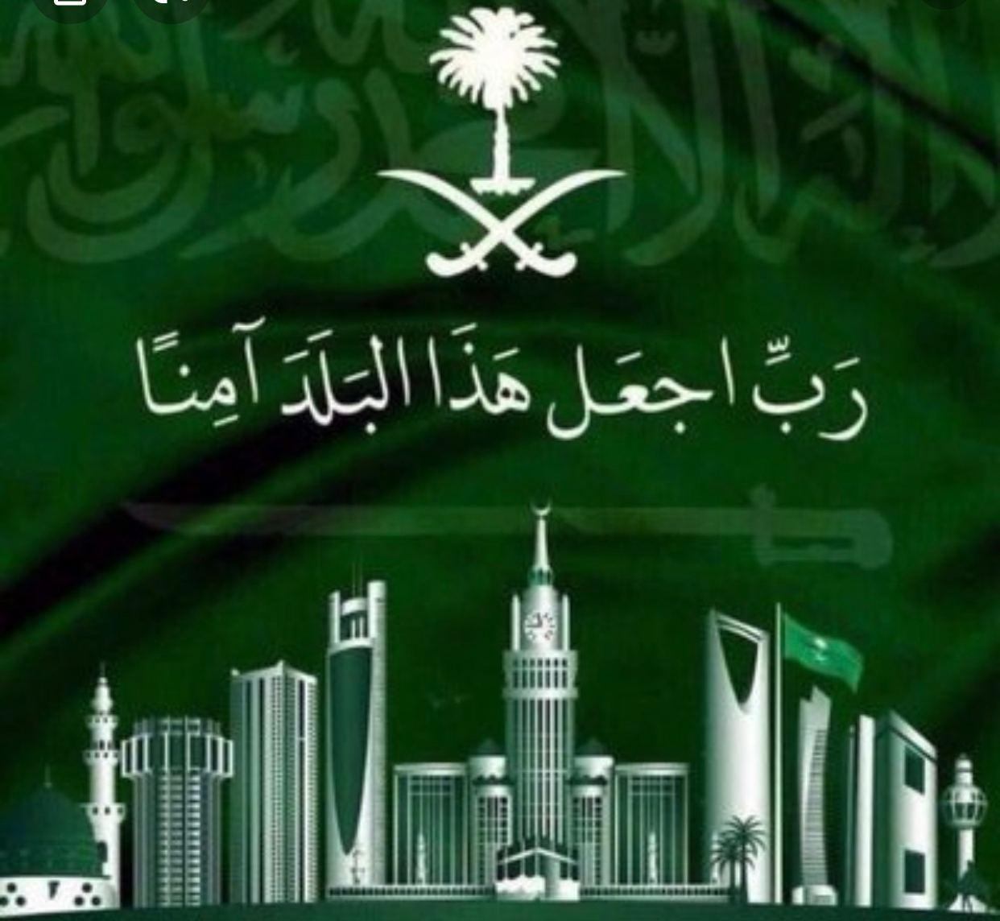 رَبِّ اجعَل هَذَا البَلَدَ آمِنًا